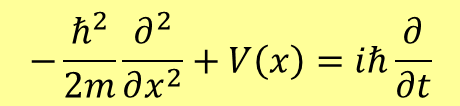 −ħ²/2m ∂²/∂x² + V(x) = iħ ∂/∂t